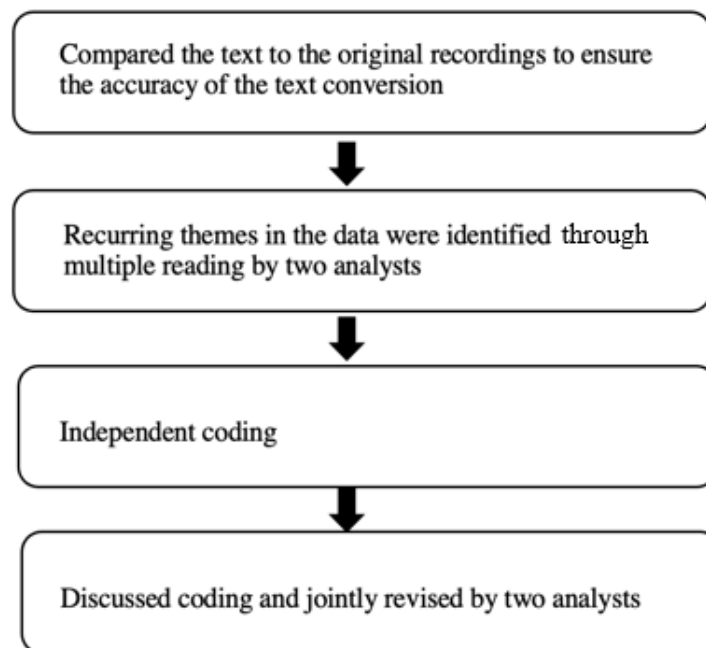 Compared the text to the original recordings to ensure
the accuracy of the text conversion
Recurring themes in the data were identified through
multiple reading by two analysts
Independent coding
Discussed coding and jointly revised by two analysts